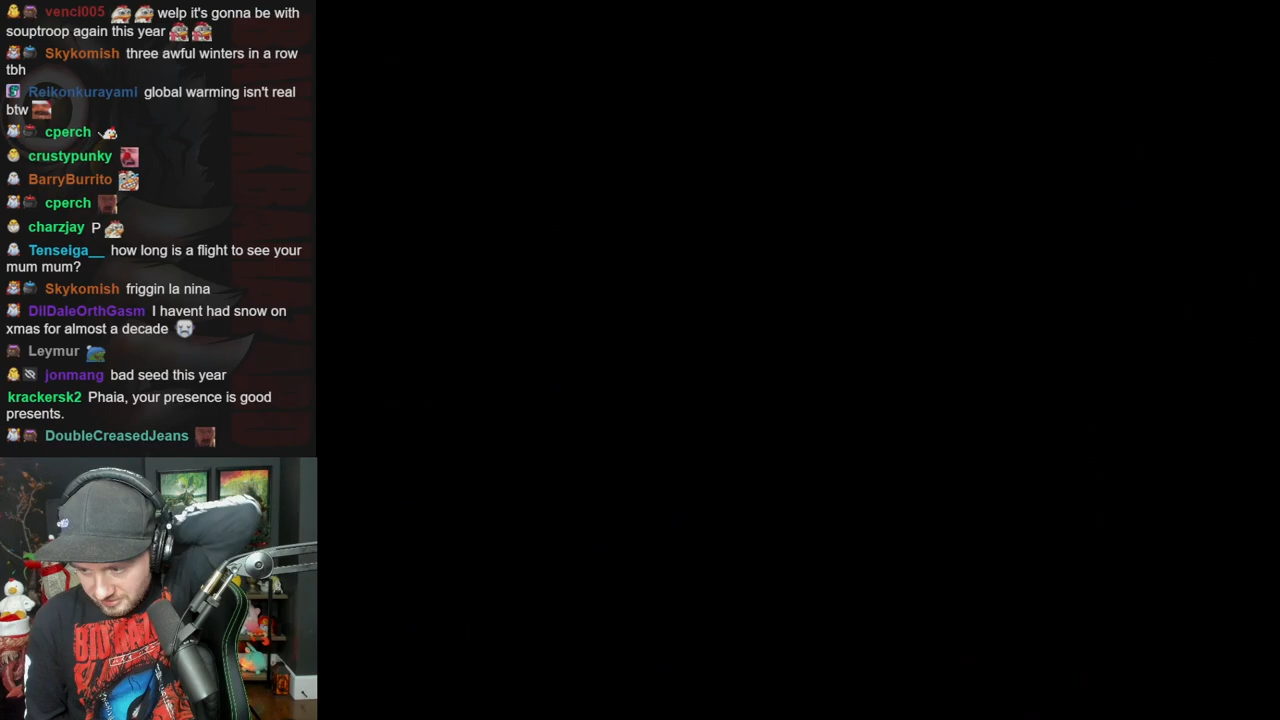 venci005 welp it's gonna be with
souptroop again this year
Skykomish three awful winters in a row
tbh
Reikonkurayami global warming isn't real
btw
cperch
crustypunky
BarryBurrito
cperch
charzjay P
Tenseiga__ how long is a flight to see your
mum mum?
Skykomish friggin la nina
DilDaleOrthGasm I havent had snow on
xmas for almost a decade
Leymur
jonmang bad seed this year
krackersk2 Phaia, your presence is good
presents.
DoubleCreasedJeans